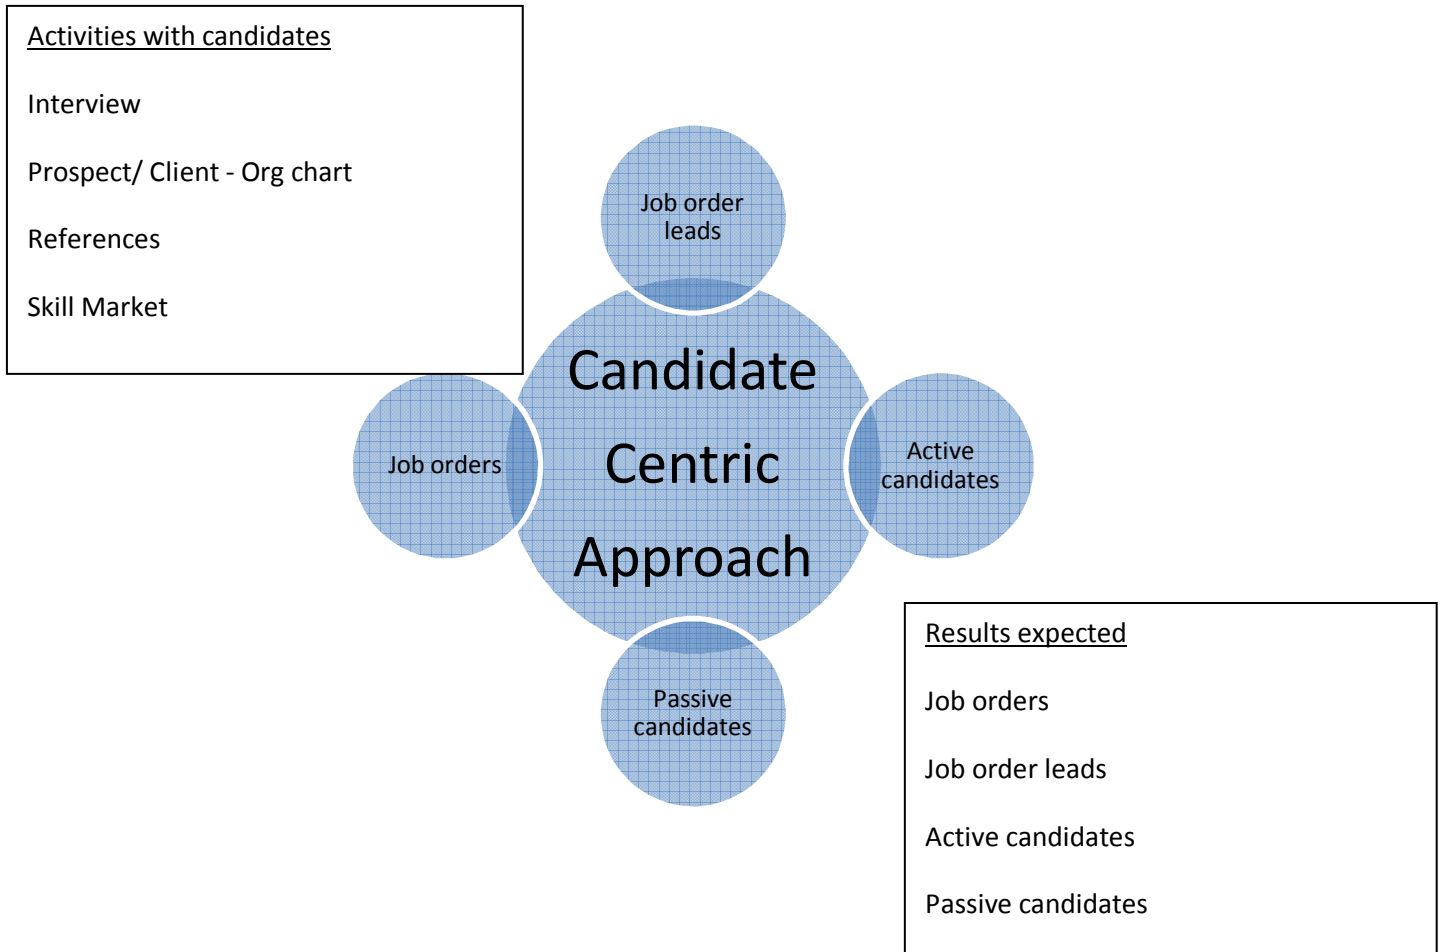 Activities with candidates
Interview
Prospect/ Client - Org chart
References
Skill Market
Job order
leads
Candidate
Centric
Approach
Job orders
Active
candidates
Passive
candidates
Results expected
Job orders
Job order leads
Active candidates
Passive candidates